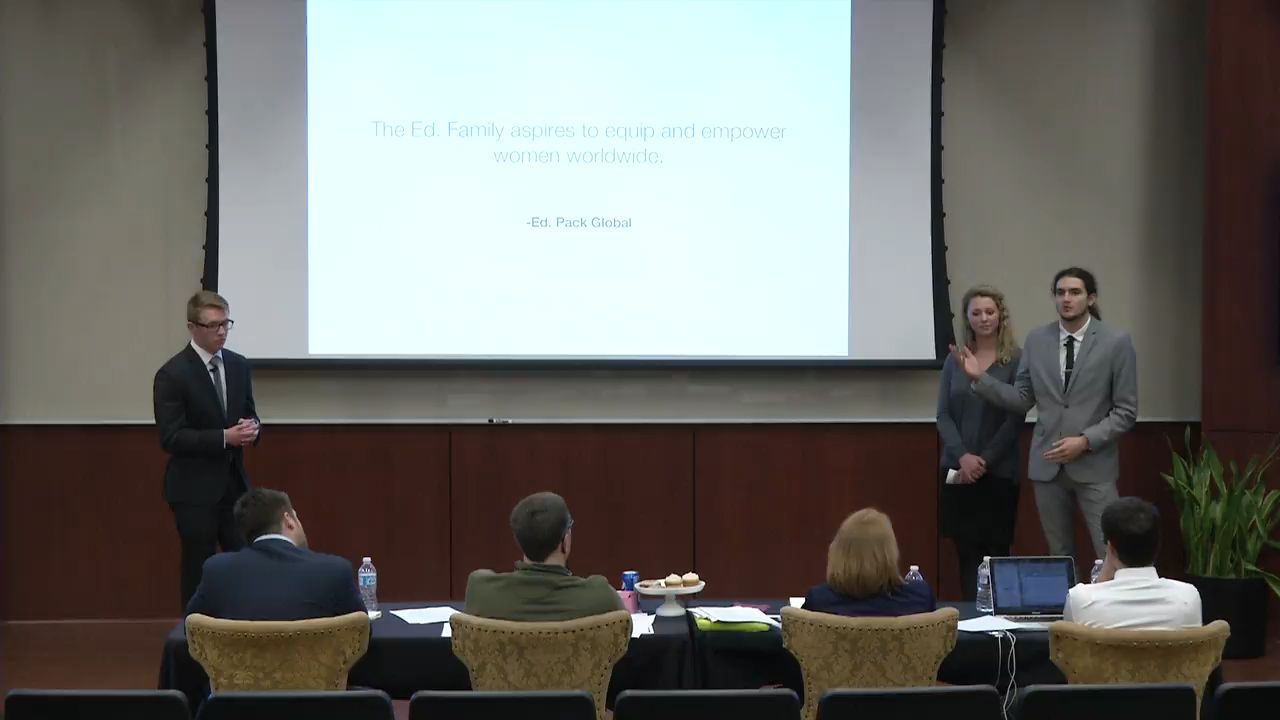 The Ed. Family aspires to equip and empower
women worldwide.
-Ed. Pack Global